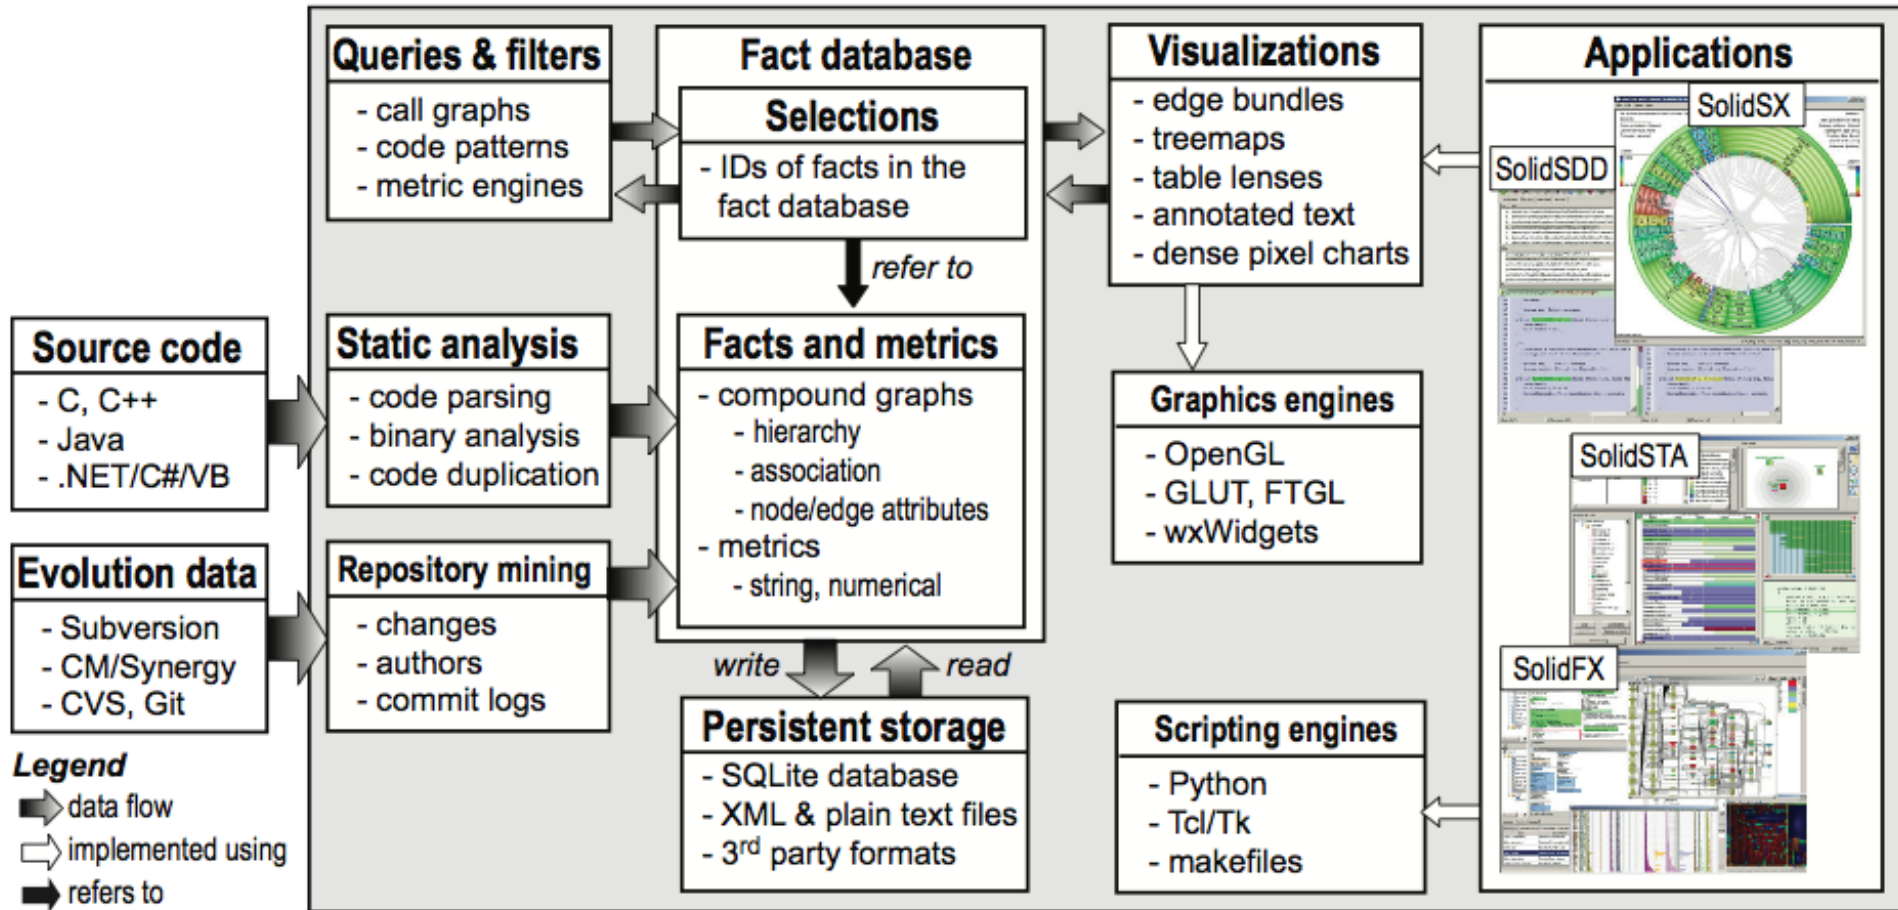 Queries & filters
- call graphs
- code patterns
- metric engines
Fact database
Selections
- IDs of facts in the
fact database
refer to
Visualizations
- edge bundles
- treemaps
- table lenses
- annotated text
- dense pixel charts
Applications
SolidSX
SolidSDD
SolidSTA
SolidFX
Source code
- C, C++
- Java
- .NET/C#/VB
Static analysis
- code parsing
- binary analysis
- code duplication
Facts and metrics
- compound graphs
- hierarchy
- association
- node/edge attributes
- metrics
- string, numerical
Graphics engines
- OpenGL
- GLUT, FTGL
- wxWidgets
Evolution data
- Subversion
- CM/Synergy
- CVS, Git
Repository mining
- changes
- authors
- commit logs
write
read
Persistent storage
- SQLite database
- XML & plain text files
- 3rd party formats
Scripting engines
- Python
- Tcl/Tk
- makefiles
Legend
data flow
implemented using
refers to